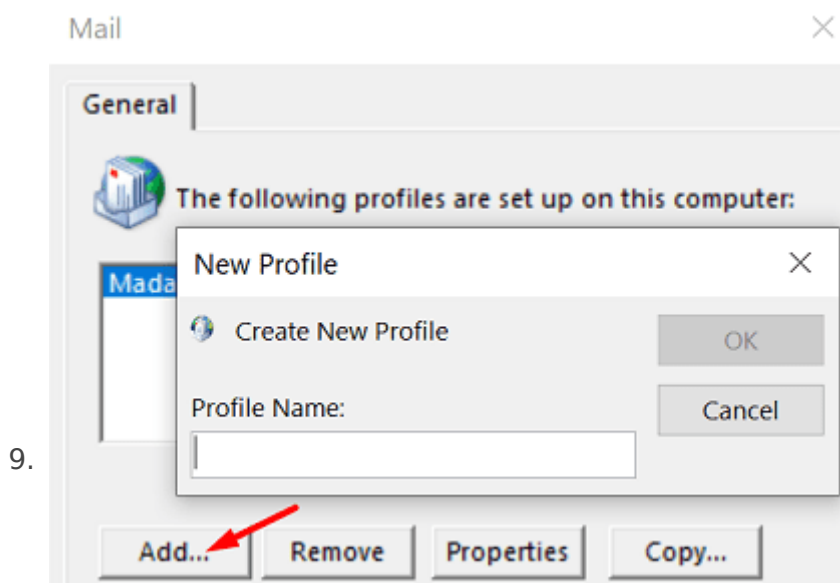 Mail
General
The following profiles are set up on this computer:
New Profile
Mada
Create New Profile
OK
Profile Name:
Cancel
9.
Add... Remove Properties Copy...